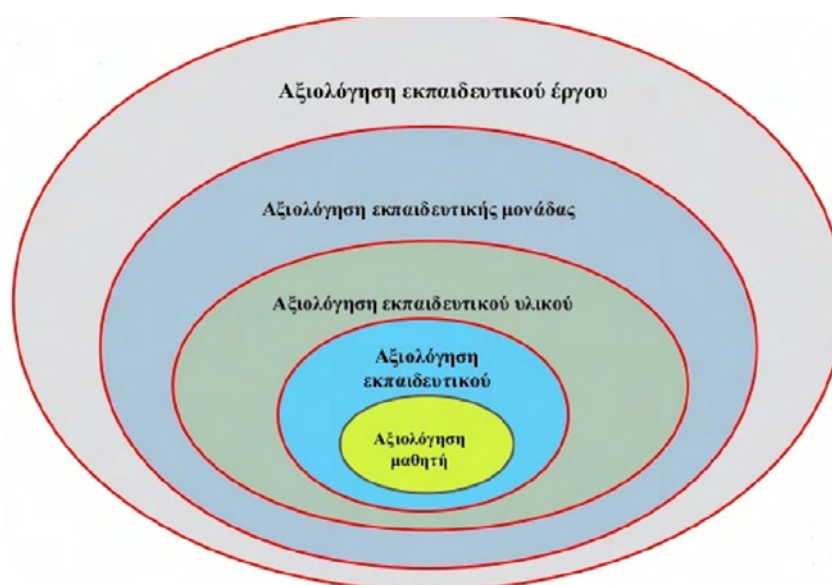 Αξιολόγηση εκπαιδευτικού έργου
Αξιολόγηση εκπαιδευτικής μονάδας
Αξιολόγηση εκπαιδευτικού υλικού
Αξιολόγηση
εκπαιδευτικού
Αξιολόγηση
μαθητή